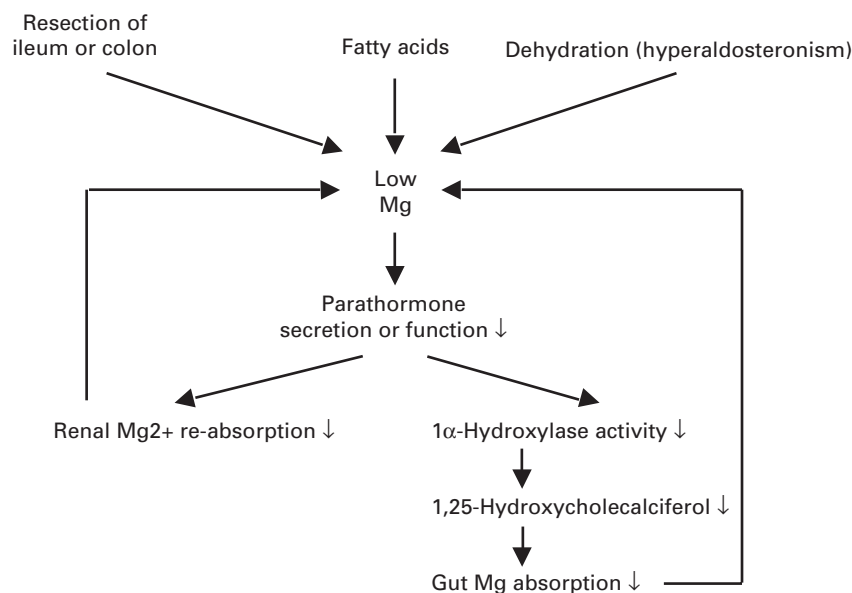 Resection of
ileum or colon
Fatty acids
Dehydration (hyperaldosteronism)
Low
Mg
Parathormone
secretion or function ↓
Renal Mg2+ re-absorption ↓
1α-Hydroxylase activity ↓
1,25-Hydroxycholecalciferol ↓
Gut Mg absorption ↓